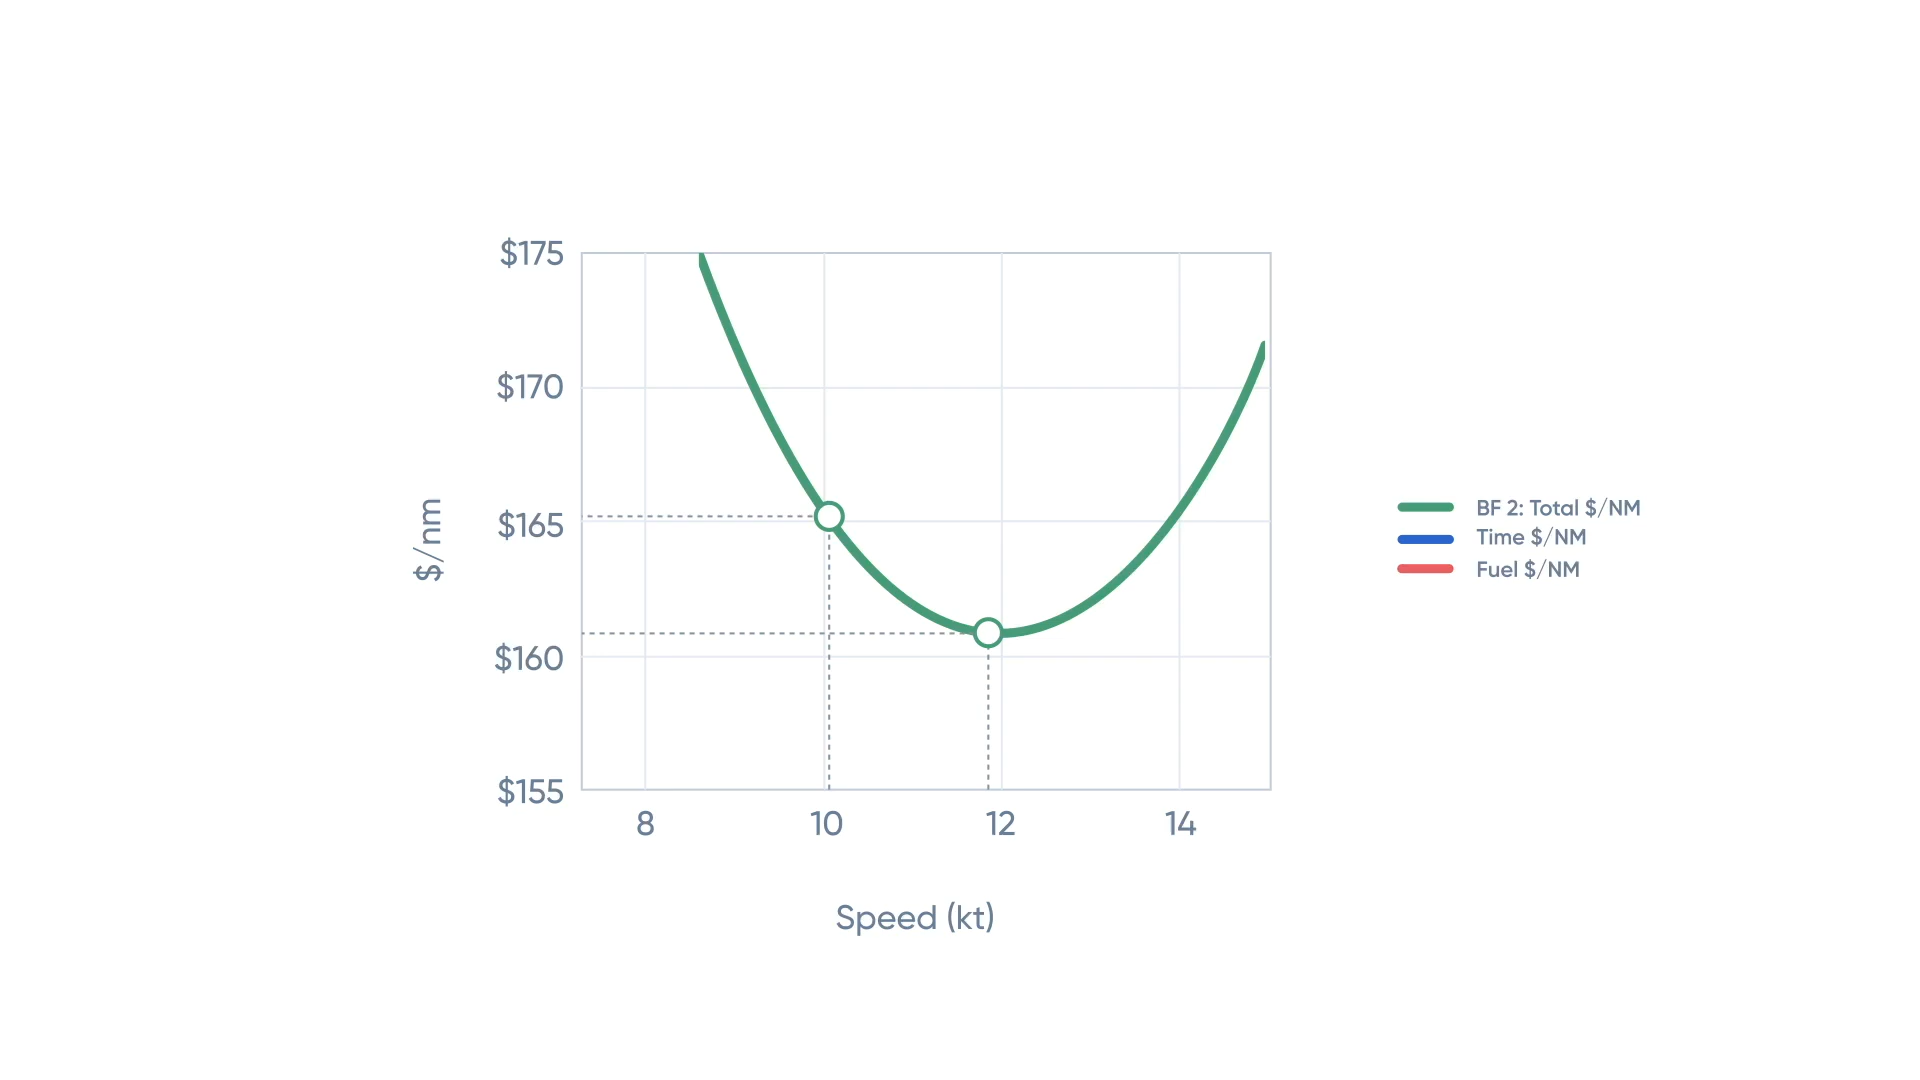 $175
$170
$165
$160
$155
$/nm
8
10
12
14
Speed (kt)
BF 2: Total $/NM
Time $/NM
Fuel $/NM